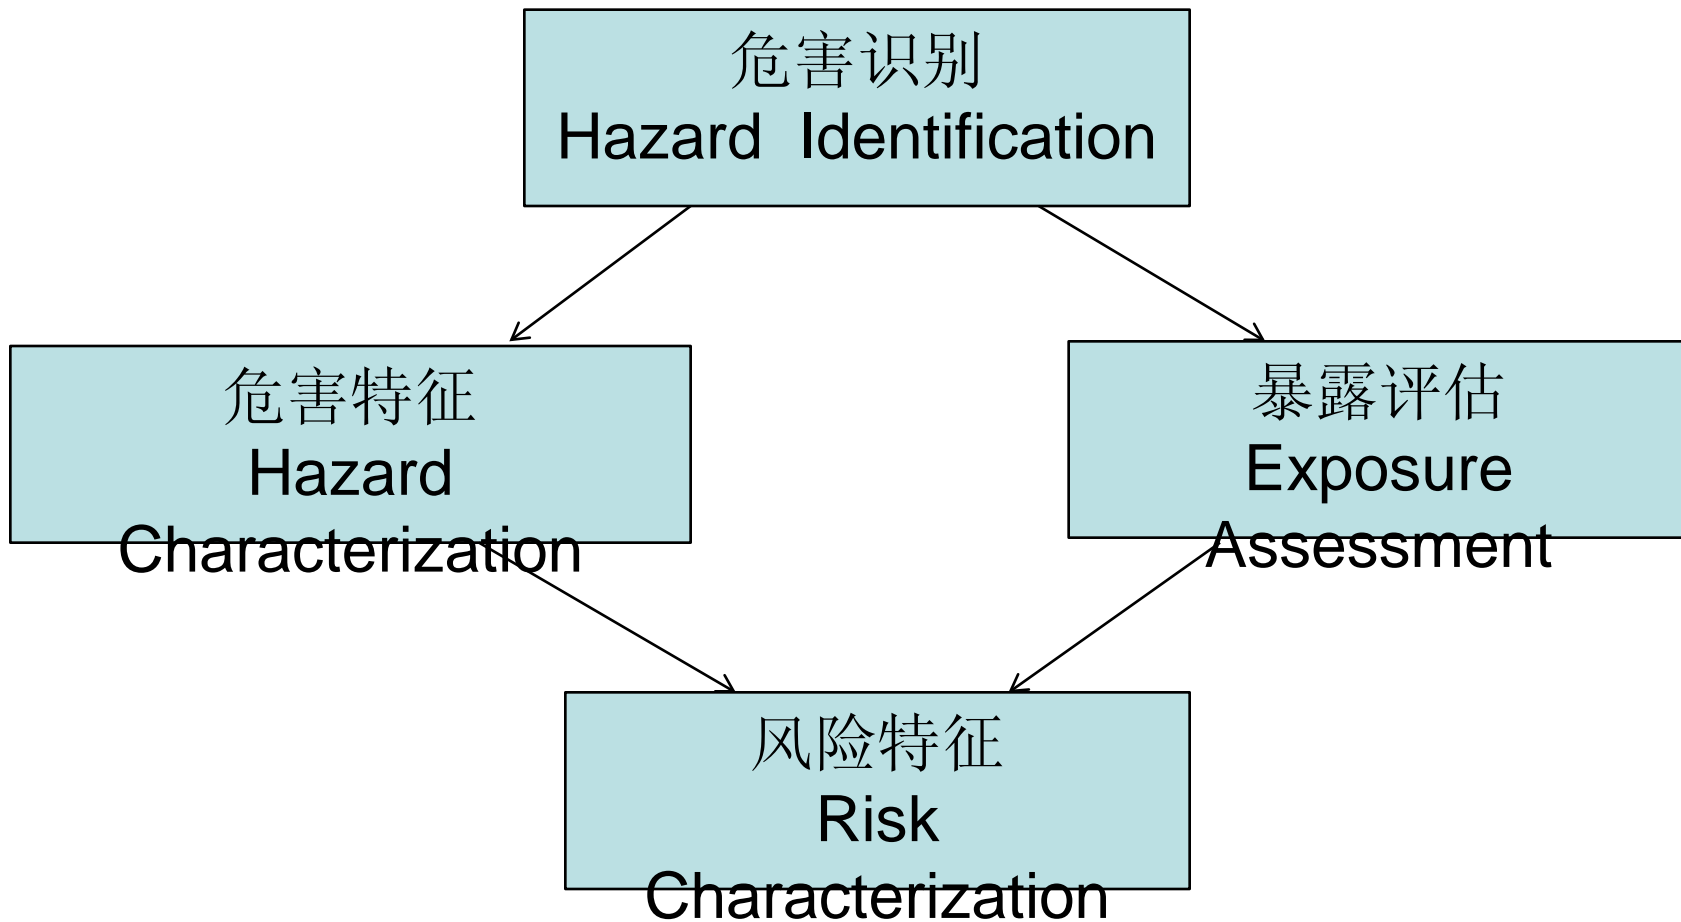 危害识别
Hazard Identification
危害特征
Hazard
Characterization
暴露评估
Exposure
Assessment
风险特征
Risk
Characterization